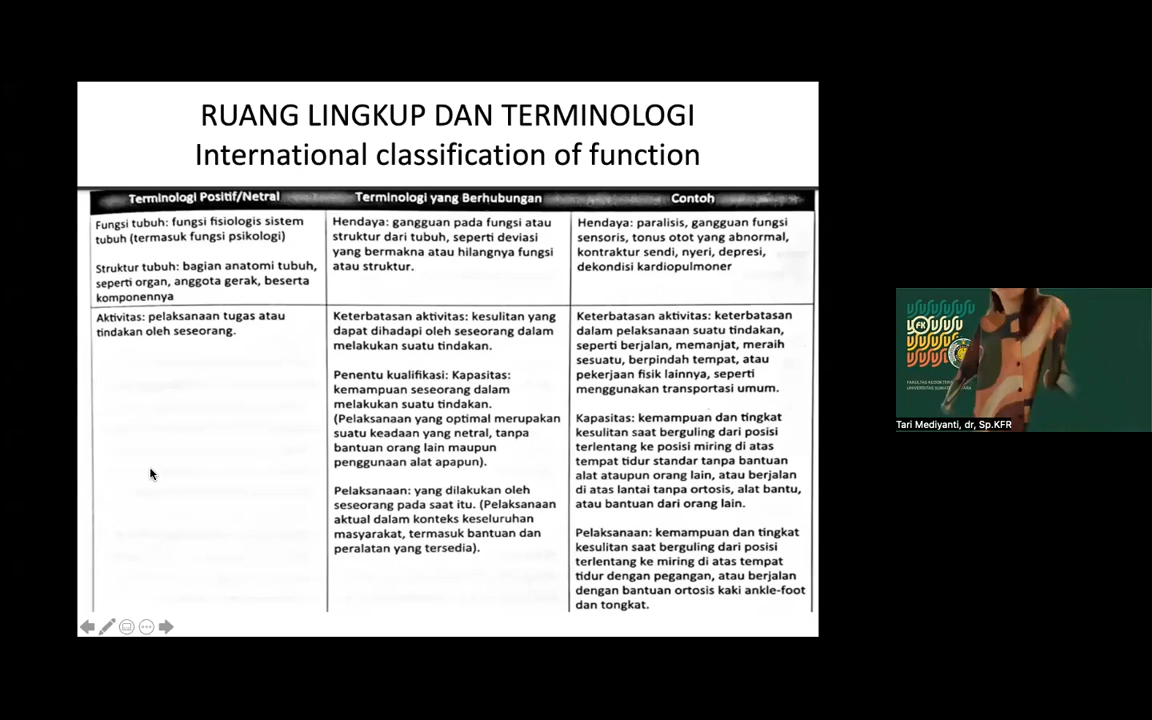 RUANG LINGKUP DAN TERMINOLOGI
International classification of function
Terminologi Positif/Netral
Terminologi yang Berhubungan
Contoh
Fungsi tubuh: fungsi fisiologis sistem
tubuh (termasuk fungsi psikologi)
Struktur tubuh: bagian anatomi tubuh,
seperti organ, anggota gerak, beserta
komponennya
Hendaya: gangguan pada fungsi atau
struktur dari tubuh, seperti deviasi
yang bermakna atau hilangnya fungsi
atau struktur.
Hendaya: paralisis, gangguan fungsi
sensoris, tonus otot yang abnormal,
kontraktur sendi, nyeri, depresi,
dekondisi kardiopulmoner
Aktivitas: pelaksanaan tugas atau
tindakan oleh seseorang.
Keterbatasan aktivitas: kesulitan yang
dapat dihadapi oleh seseorang dalam
melakukan suatu tindakan.
Penentu kualifikasi: Kapasitas:
kemampuan seseorang dalam
melakukan suatu tindakan.
(Pelaksanaan yang optimal merupakan
suatu keadaan yang netral, tanpa
bantuan orang lain maupun
penggunaan alat apapun).
Pelaksanaan: yang dilakukan oleh
seseorang pada saat itu. (Pelaksanaan
aktual dalam konteks keseluruhan
masyarakat, termasuk bantuan dan
peralatan yang tersedia).
Keterbatasan aktivitas: keterbatasan
dalam pelaksanaan suatu tindakan,
seperti berjalan, memanjat, meraih
sesuatu, berpindah tempat, atau
pekerjaan fisik lainnya, seperti
menggunakan transportasi umum.
Kapasitas: kemampuan dan tingkat
kesulitan saat berguling dari posisi
terlentang ke posisi miring di atas
tempat tidur standar tanpa bantuan
alat ataupun orang lain, atau berjalan
di atas lantai tanpa ortosis, alat bantu,
atau bantuan dari orang lain.
Pelaksanaan: kemampuan dan tingkat
kesulitan saat berguling dari posisi
terlentang ke miring di atas tempat
tidur dengan pegangan, atau berjalan
dengan bantuan ortosis kaki ankle-foot
dan tongkat.
FK
FAKULTAS KEDOKTER
UNIVERSITAS SUMAT
Tari Mediyanti, dr, Sp.KFR